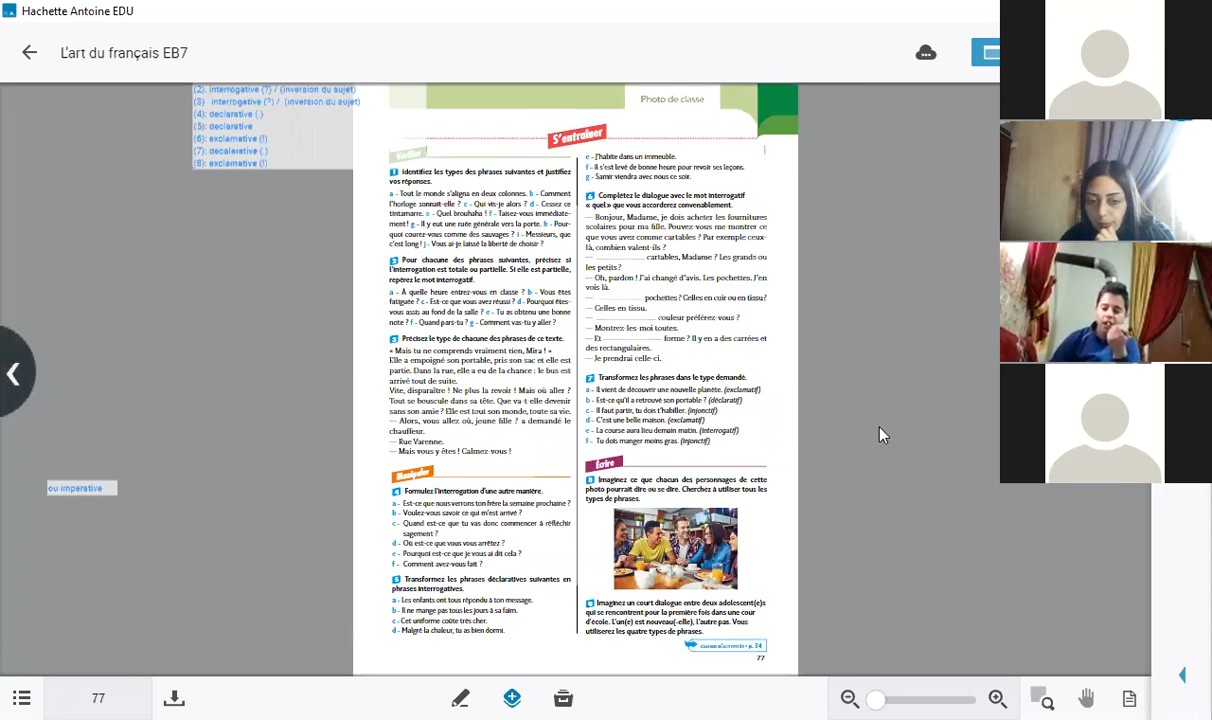 Hachette Antoine EDU
L'art du français EB7
(2): interrogative (?) / (inversion du sujet)
(3) interrogative (?) / (inversion du sujet)
(4): declarative (.)
(5): declarative
(6): exclamative (!)
(7): décalerative (.)
(8): exclamative (!)
ou imperative
Photo de classe
S'entraîner
Vérifier
1 Identifiez les types des phrases suivantes et justifiez
vos réponses.
a - Tout le monde s'aligna en deux colonnes. b - Comment
l'horloge sonnait-elle ? c - Qui vis-je alors ? d - Cessez ce
tintamarre. e - Quel brouhaha ! f - Taisez-vous immédiate-
ment ! g - Il y eut une ruée générale vers la porte. h - Pour-
quoi courez-vous comme des sauvages ? i - Messieurs, que
c'est long ! j - Vous ai-je laissé la liberté de choisir ?
2 Pour chacune des phrases suivantes, précisez si
l'interrogation est totale ou partielle. Si elle est partielle,
repérez le mot interrogatif.
a - À quelle heure entrez-vous en classe ? b - Vous êtes
fatiguée ? c - Est-ce que vous avez réussi ? d - Pourquoi êtes-
vous assis au fond de la salle ? e - Tu as obtenu une bonne
note ? f - Quand pars-tu ? g - Comment vas-tu y aller ?
3 Précisez le type de chacune des phrases de ce texte.
« Mais tu ne comprends vraiment rien, Mira ! »
Elle a empoigné son portable, pris son sac et elle est
partie. Dans la rue, elle a eu de la chance : le bus est
arrivé tout de suite.
Vite, disparaître ! Ne plus la revoir ! Mais où aller ?
Tout se bouscule dans sa tête. Que va-t-elle devenir
sans son amie ? Elle est tout son monde, toute sa vie.
— Alors, vous allez où, jeune fille ? a demandé le
chauffeur.
— Rue Varenne.
— Mais vous y êtes ! Calmez-vous !
Manipuler
4 Formulez l'interrogation d'une autre manière.
a - Est-ce que nous verrons ton frère la semaine prochaine ?
b - Voulez-vous savoir ce qui m'est arrivé ?
c - Quand est-ce que tu vas donc commencer à réfléchir
sagement ?
d - Où est-ce que vous vous arrêtez ?
e - Pourquoi est-ce que je vous ai dit cela ?
f - Comment avez-vous fait ?
5 Transformez les phrases déclaratives suivantes en
phrases interrogatives.
a - Les enfants ont tous répondu à ton message.
b - Il ne mange pas tous les jours à sa faim.
c - Cet uniforme coûte très cher.
d - Malgré la chaleur, tu as bien dormi.
e - J'habite dans un immeuble.
f - Il s'est levé de bonne heure pour revoir ses leçons.
g - Samir viendra avec nous ce soir.
6 Complétez le dialogue avec le mot interrogatif
« quel » que vous accorderez convenablement.
— Bonjour, Madame, je dois acheter les fournitures
scolaires pour ma fille. Pouvez-vous me montrer ce
que vous avez comme cartables ? Par exemple ceux-
là, combien valent-ils ?
— __________ cartables, Madame ? Les grands ou
les petits ?
— Oh, pardon ! J'ai changé d'avis. Les pochettes. J'en
vois là.
— __________ pochettes ? Celles en cuir ou en tissu ?
— Celles en tissu.
— __________ couleur préférez-vous ?
— Montrez-les-moi toutes.
— Et __________ forme ? Il y en a des carrées et
des rectangulaires.
— Je prendrai celle-ci.
7 Transformez les phrases dans le type demandé.
a - Il vient de découvrir une nouvelle planète. (exclamatif)
b - Est-ce qu'il a retrouvé son portable ? (déclaratif)
c - Il faut partir, tu dois t'habiller. (injonctif)
d - C'est une belle maison. (exclamatif)
e - La course aura lieu demain matin. (interrogatif)
f - Tu dois manger moins gras. (injonctif)
Écrire
8 Imaginez ce que chacun des personnages de cette
photo pourrait dire ou se dire. Cherchez à utiliser tous les
types de phrases.
9 Imaginez un court dialogue entre deux adolescent(e)s
qui se rencontrent pour la première fois dans une cour
d'école. L'un(e) est nouveau(-elle), l'autre pas. Vous
utiliserez les quatre types de phrases.
CAHIER D'ACTIVITÉS • p. 34
77
77